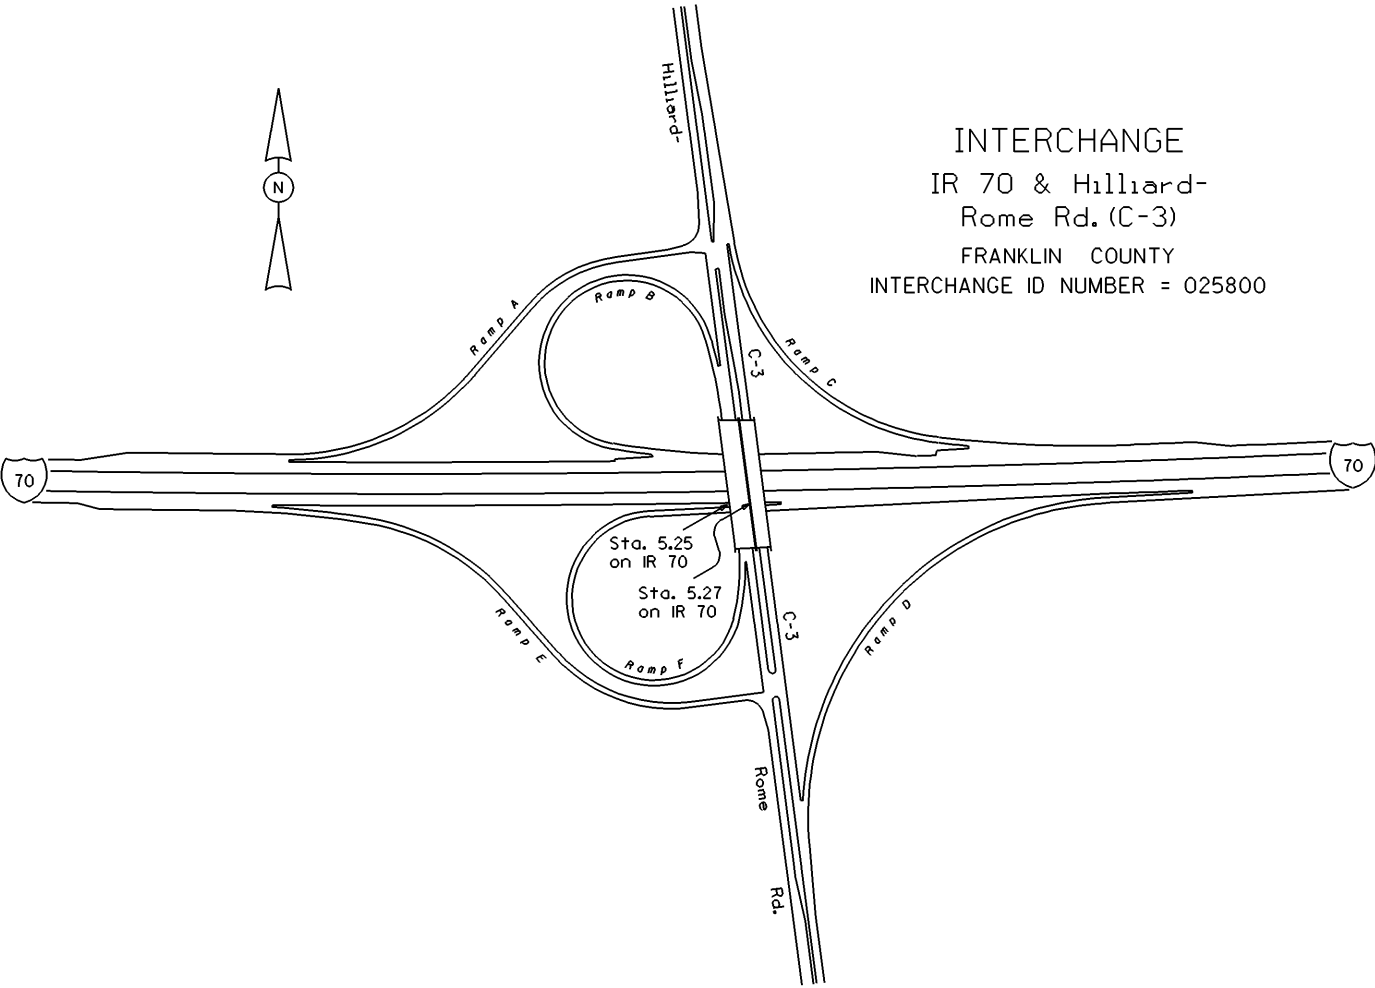 Hilliard-
INTERCHANGE
IR 70 & Hilliard-
Rome Rd. (C-3)
FRANKLIN COUNTY
INTERCHANGE ID NUMBER = 025800
N
Ramp A
Ramp B
C-3
Ramp C
70
70
Sta. 5.25
on IR 70
Sta. 5.27
on IR 70
C-3
Ramp D
Ramp E
Ramp F
Rome
Rd.